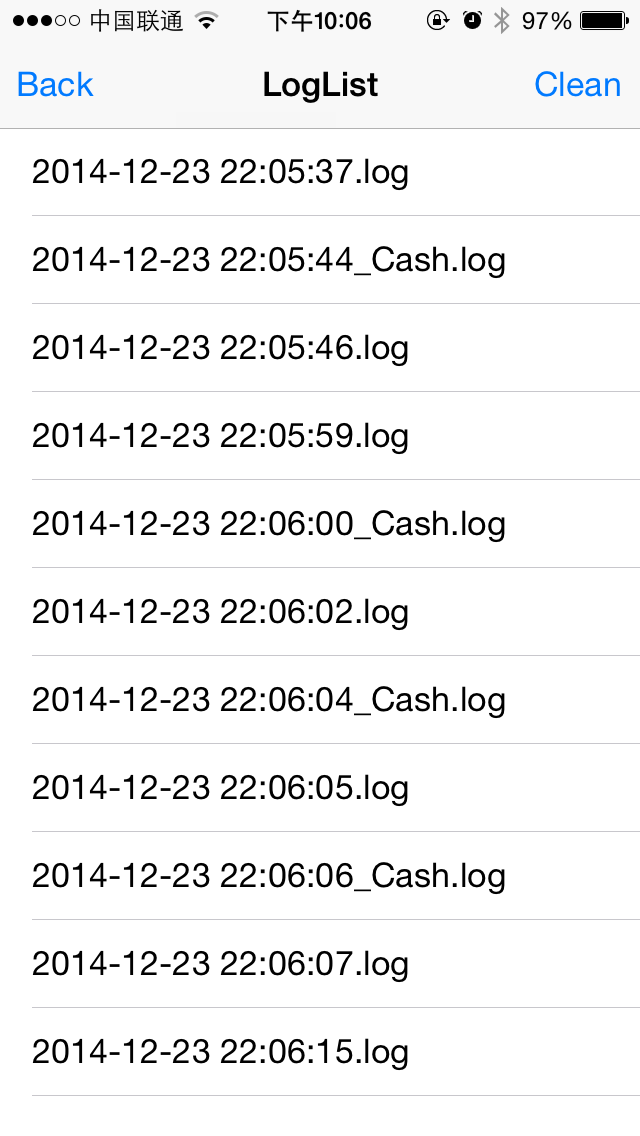 中国联通 下午10:06 97%
Back LogList Clean
2014-12-23 22:05:37.log
2014-12-23 22:05:44_Cash.log
2014-12-23 22:05:46.log
2014-12-23 22:05:59.log
2014-12-23 22:06:00_Cash.log
2014-12-23 22:06:02.log
2014-12-23 22:06:04_Cash.log
2014-12-23 22:06:05.log
2014-12-23 22:06:06_Cash.log
2014-12-23 22:06:07.log
2014-12-23 22:06:15.log